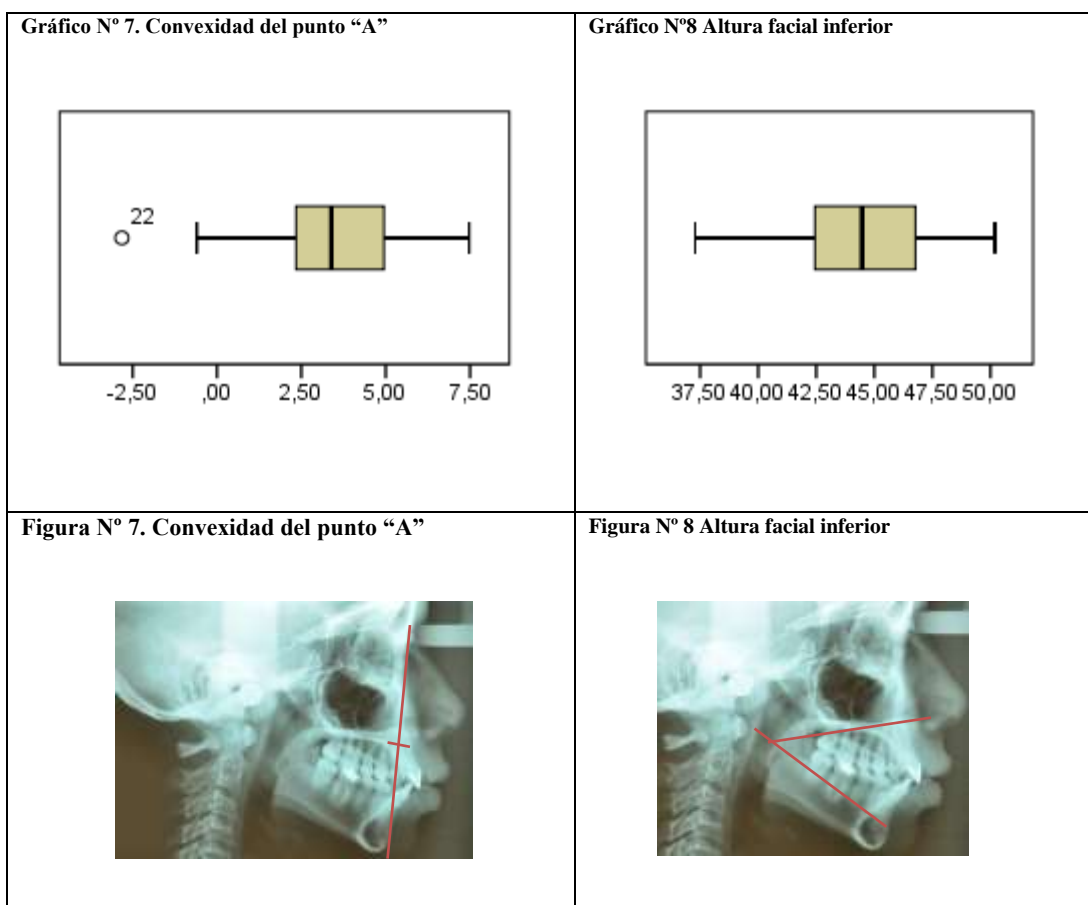 Gráfico Nº 7. Convexidad del punto “A”
Gráfico Nº8 Altura facial inferior
22
-2,50 ,00 2,50 5,00 7,50
37,50 40,00 42,50 45,00 47,50 50,00
Figura Nº 7. Convexidad del punto “A”
Figura Nº 8 Altura facial inferior